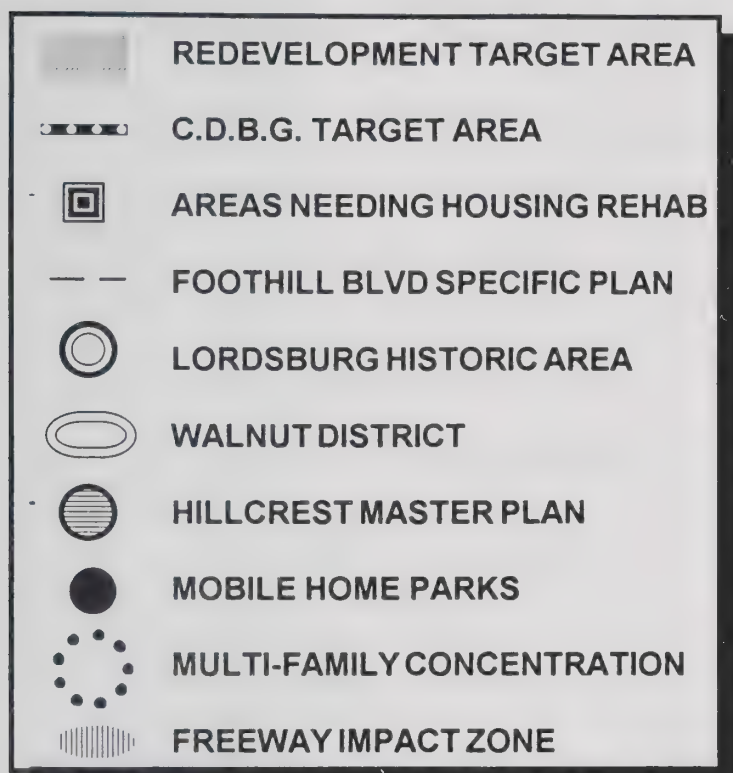 REDEVELOPMENT TARGET AREA
C.D.B.G. TARGET AREA
AREAS NEEDING HOUSING REHAB
FOOTHILL BLVD SPECIFIC PLAN
LORDSBURG HISTORIC AREA
WALNUT DISTRICT
HILLCREST MASTER PLAN
MOBILE HOME PARKS
MULTI-FAMILY CONCENTRATION
FREEWAY IMPACT ZONE